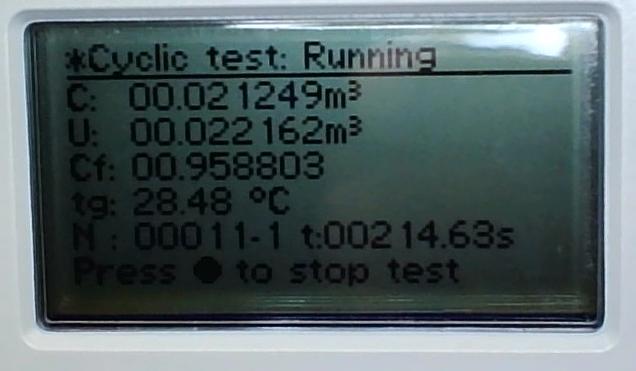 *Cyclic test: Running
C: 00.021249m³
U: 00.022162m³
Cf: 00.958803
tg: 28.48 °C
N : 00011-1 t:00214.63s
Press ● to stop test